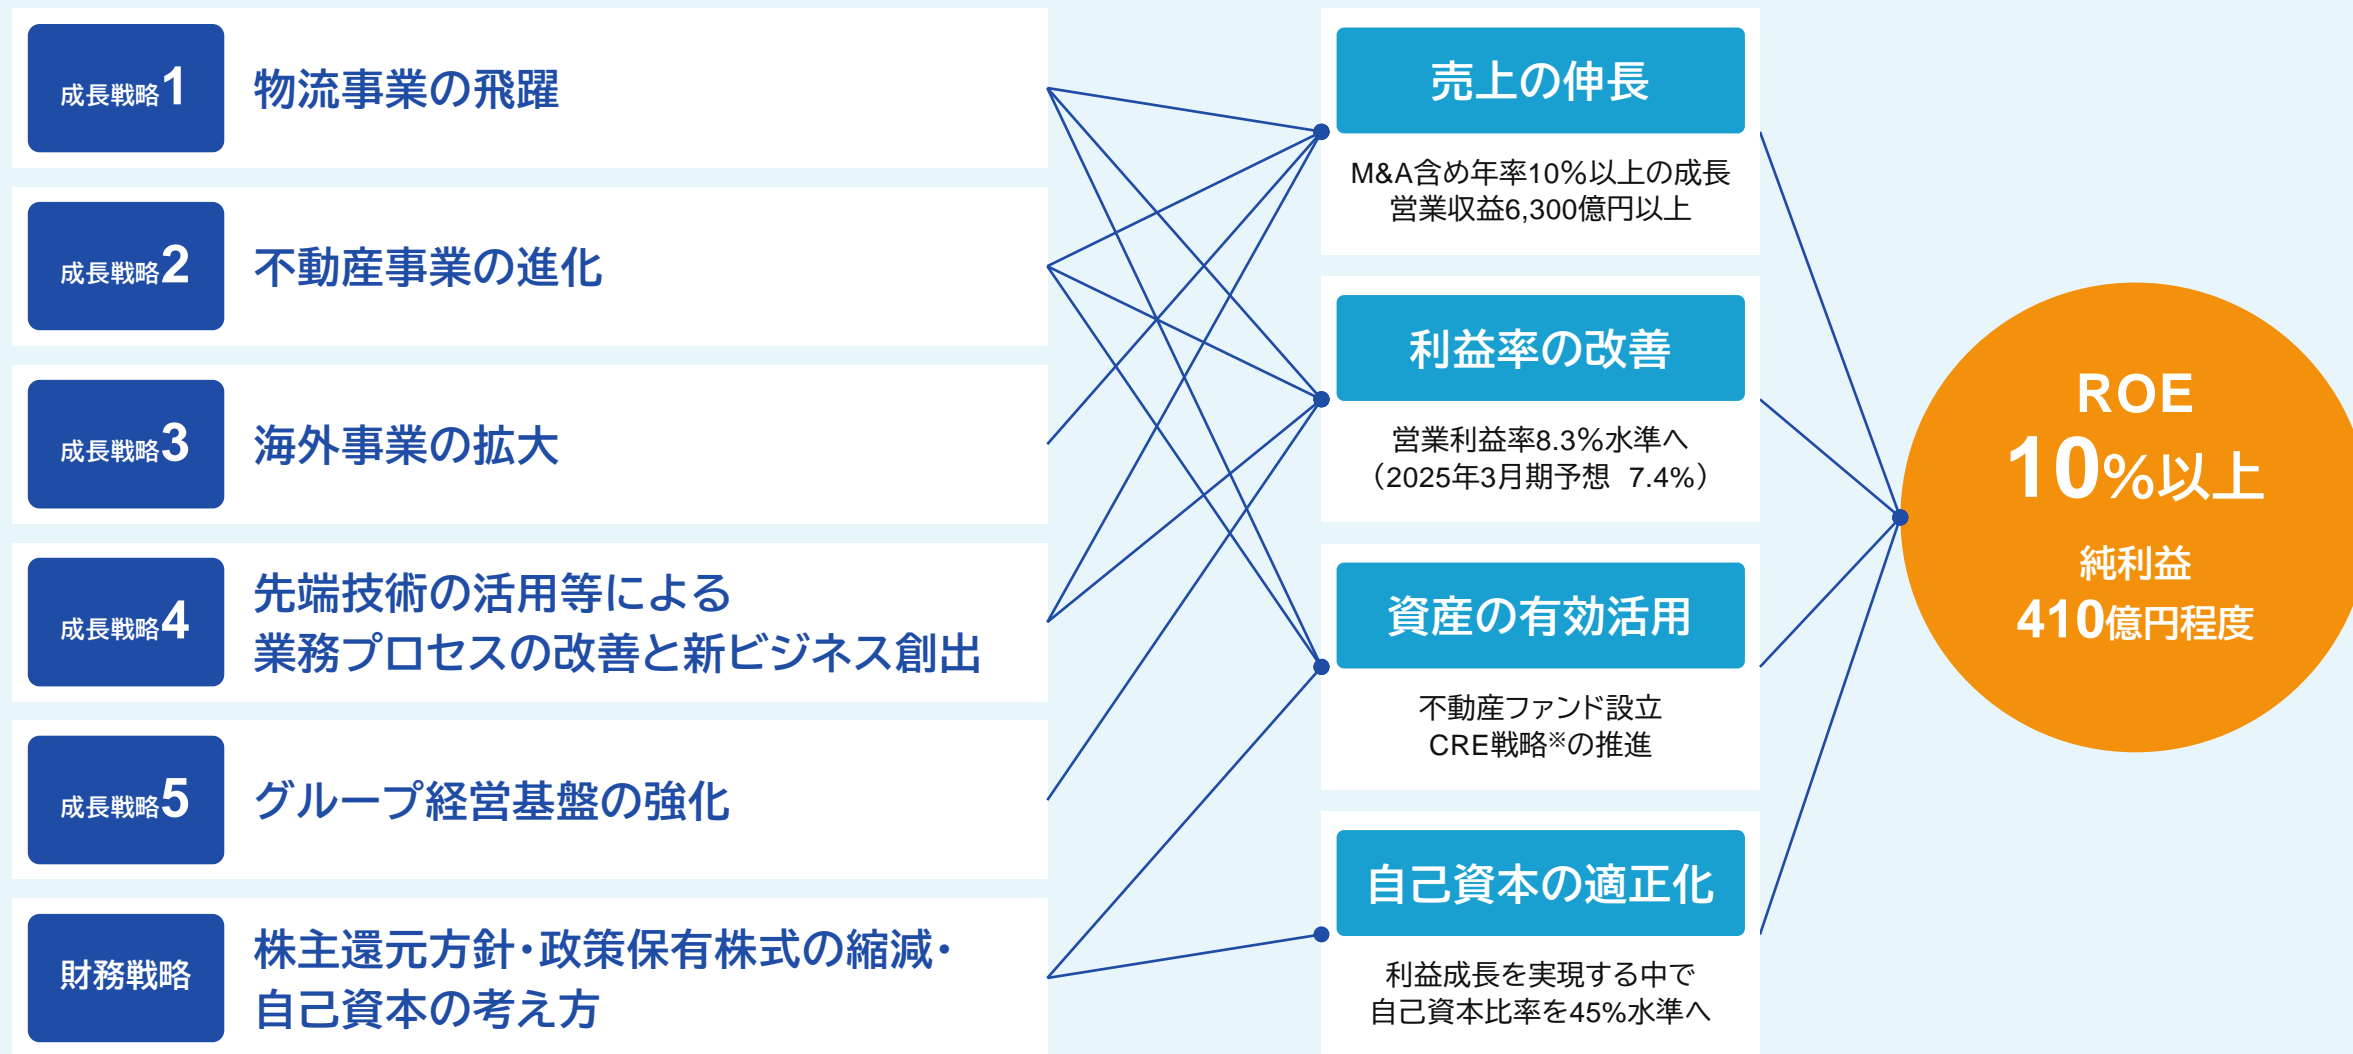 成長戦略1
物流事業の飛躍
成長戦略2
不動産事業の進化
成長戦略3
海外事業の拡大
成長戦略4
先端技術の活用等による
業務プロセスの改善と新ビジネス創出
成長戦略5
グループ経営基盤の強化
財務戦略
株主還元方針・政策保有株式の縮減・
自己資本の考え方
売上の伸長
M&A含め年率10％以上の成長
営業収益6,300億円以上
利益率の改善
営業利益率8.3％水準へ
（2025年3月期予想 7.4%）
資産の有効活用
不動産ファンド設立
CRE戦略※の推進
自己資本の適正化
利益成長を実現する中で
自己資本比率を45%水準へ
ROE
10%以上
純利益
410億円程度